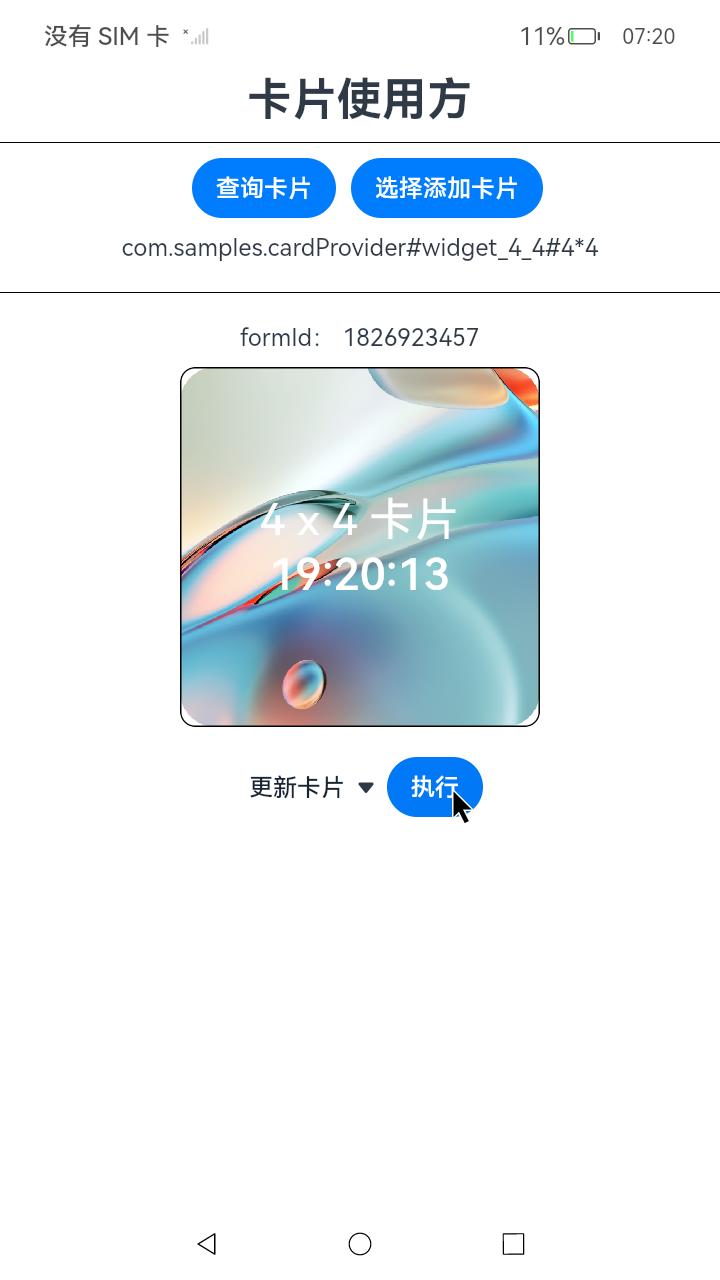 没有 SIM 卡 11% 07:20
卡片使用方
查询卡片 选择添加卡片
com.samples.cardProvider#widget_4_4#4*4
formId： 1826923457
4 x 4 卡片
19:20:13
更新卡片 执行